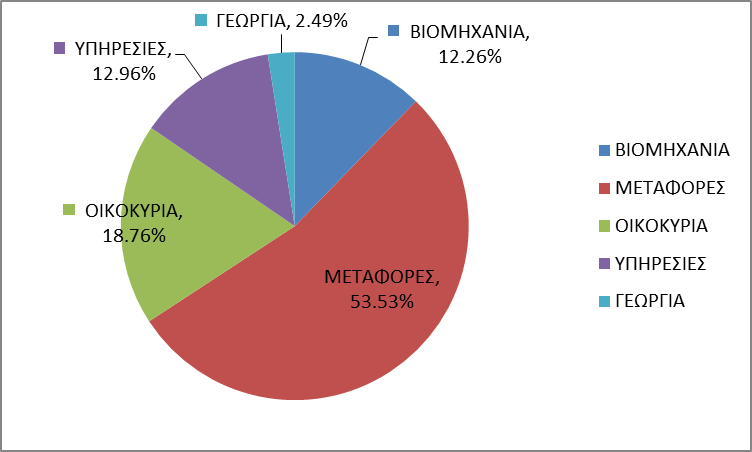 ΓΕΩΡΓΙΑ, 2.49%
ΒΙΟΜΗΧΑΝΙΑ,
12.26%
ΥΠΗΡΕΣΙΕΣ,
12.96%
ΟΙΚΟΚΥΡΙΑ,
18.76%
ΜΕΤΑΦΟΡΕΣ,
53.53%
ΒΙΟΜΗΧΑΝΙΑ
ΜΕΤΑΦΟΡΕΣ
ΟΙΚΟΚΥΡΙΑ
ΥΠΗΡΕΣΙΕΣ
ΓΕΩΡΓΙΑ